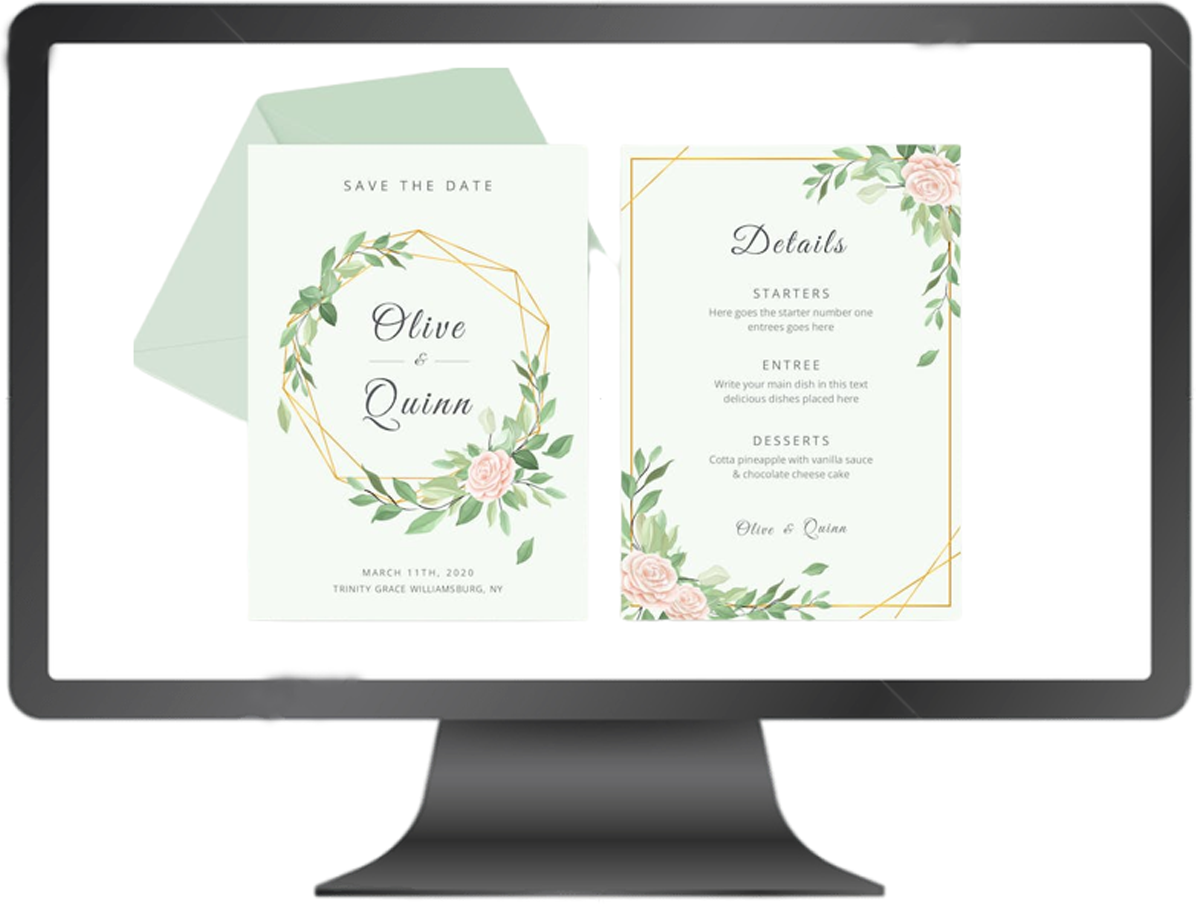 SAVE THE DATE
Olive
&
Quinn
MARCH 11TH, 2020
TRINITY GRACE WILLIAMSBURG, NY
Details
STARTERS
Here goes the starter number one
entrees goes here
ENTREE
Write your main dish in this text
delicious dishes placed here
DESSERTS
Cotta pineapple with vanilla sauce
& chocolate cheese cake
Olive & Quinn